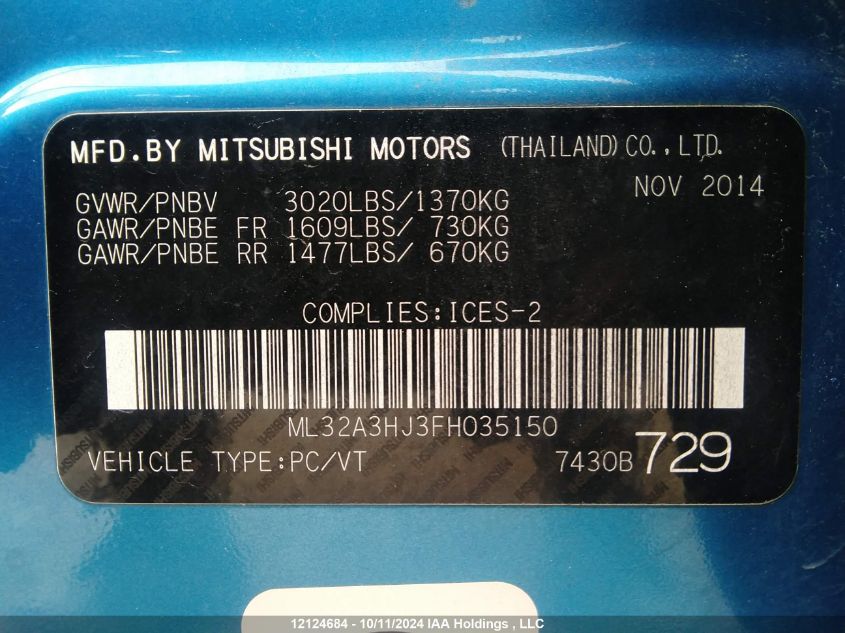 MFD.BY MITSUBISHI MOTORS (THAILAND) CO., LTD.
NOV 2014
GVWR/PNBV 3020LBS/1370KG
GAWR/PNBE FR 1609LBS/ 730KG
GAWR/PNBE RR 1477LBS/ 670KG
COMPLIES:ICES-2
ML32A3HJ3FH035150
VEHICLE TYPE:PC/VT 7430B 729
12124684 - 10/11/2024 IAA Holdings , LLC